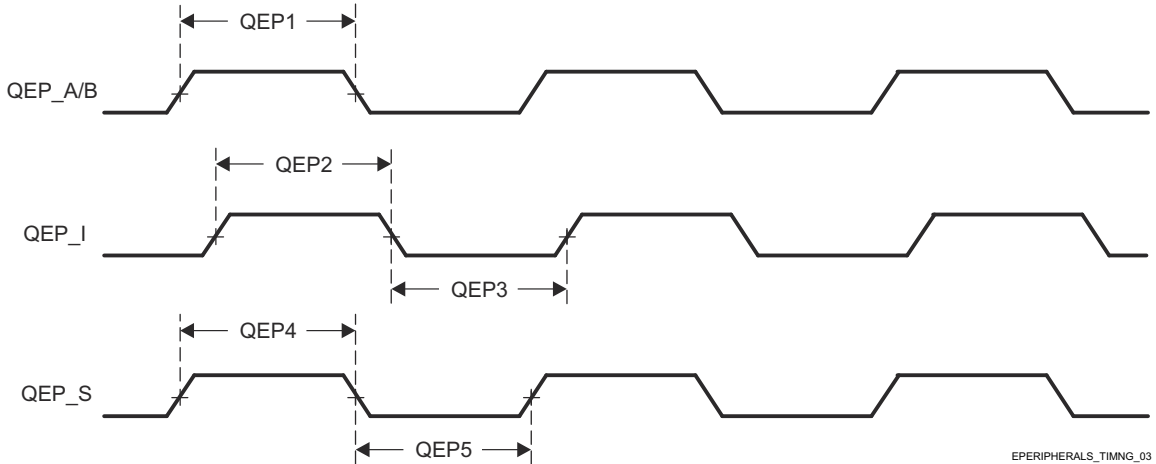 QEP1
QEP_A/B
QEP2
QEP_I
QEP3
QEP4
QEP_S
QEP5
EPERIPHERALS_TIMNG_03